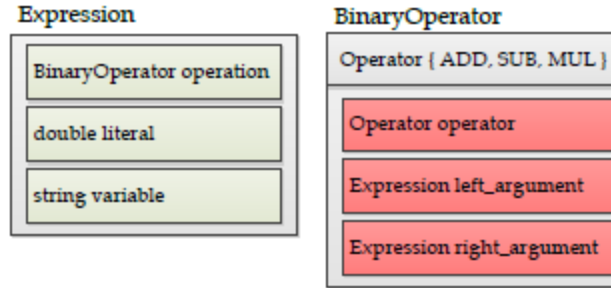 Expression
BinaryOperator operation
double literal
string variable
BinaryOperator
Operator { ADD, SUB, MUL }
Operator operator
Expression left_argument
Expression right_argument